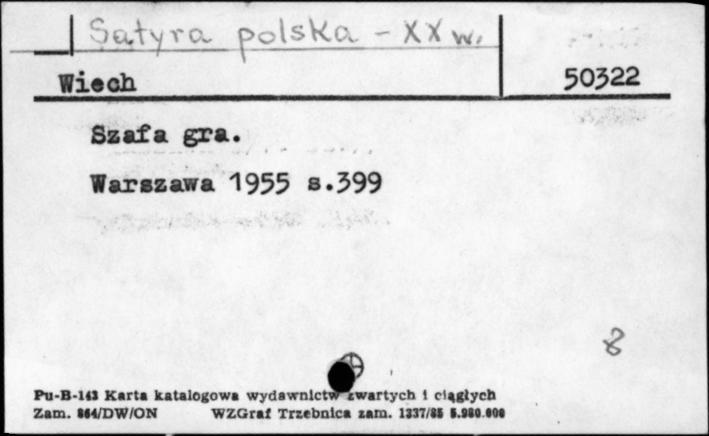 Satyra polska - XX w.
Wiech 50322
Szafa gra.
Warszawa 1955 s.399
8
Pu-B-143 Karta katalogowa wydawnictw zwartych i ciągłych
Zam. 864/DW/ON WZGraf Trzebnica zam. 1337/85 5.980.000